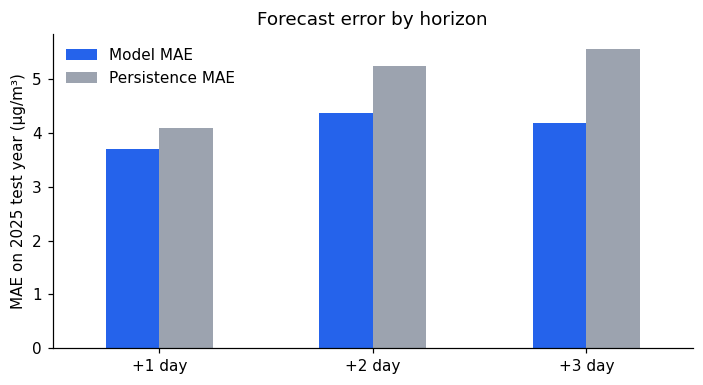 Forecast error by horizon
Model MAE
Persistence MAE
MAE on 2025 test year (µg/m³)
5
4
3
2
1
0
+1 day
+2 day
+3 day